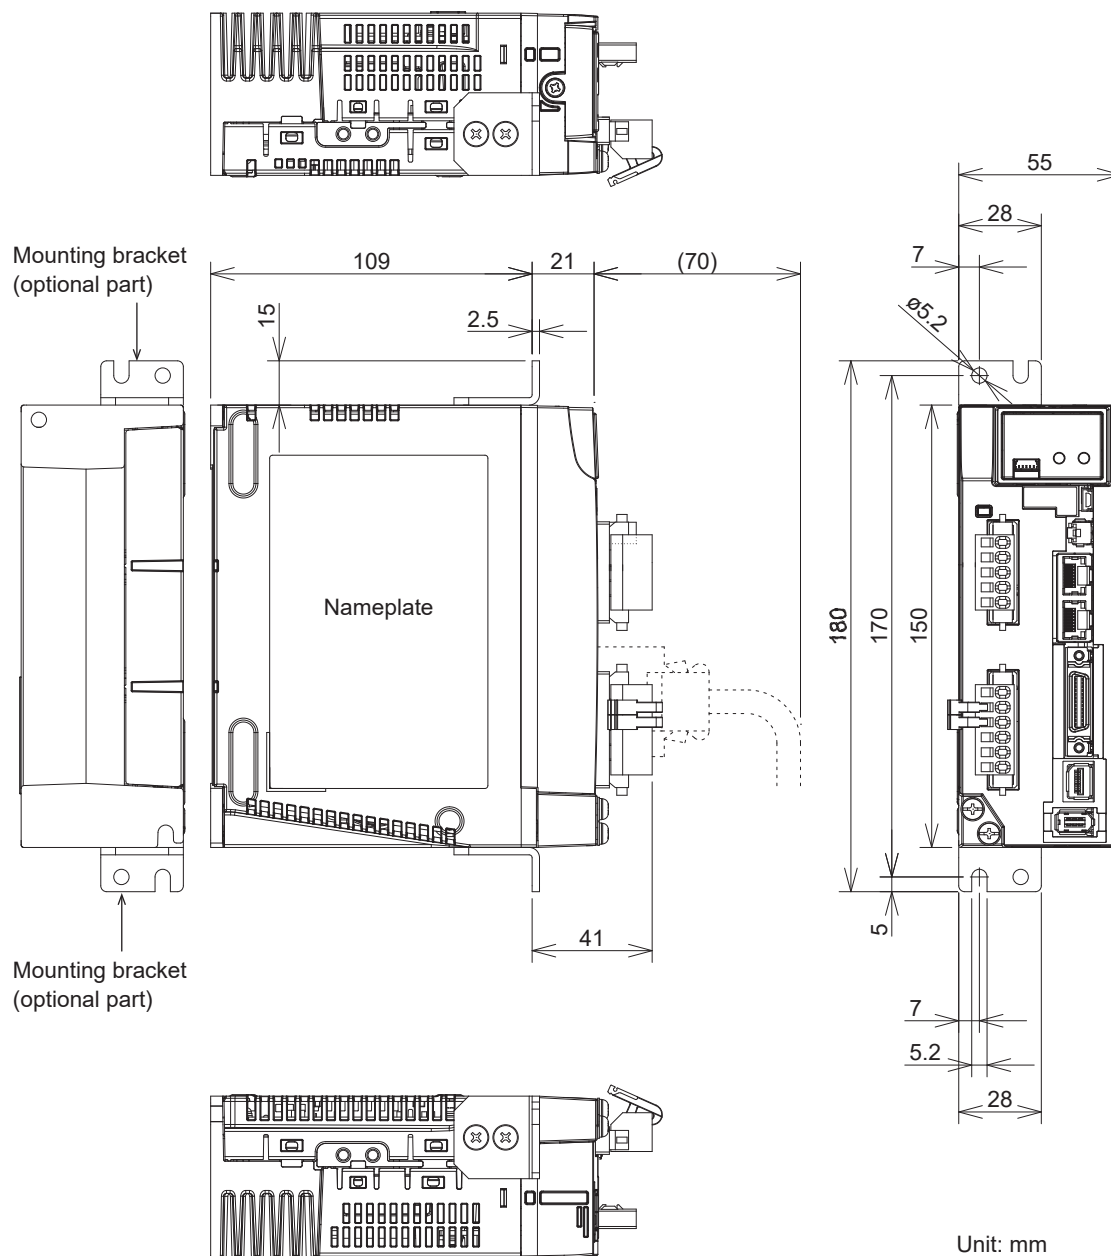 55
28
7
Mounting bracket
(optional part)
109
21
(70)
15
2.5
ø5.2
Nameplate
180
170
150
41
5
Mounting bracket
(optional part)
7
5.2
28
Unit: mm